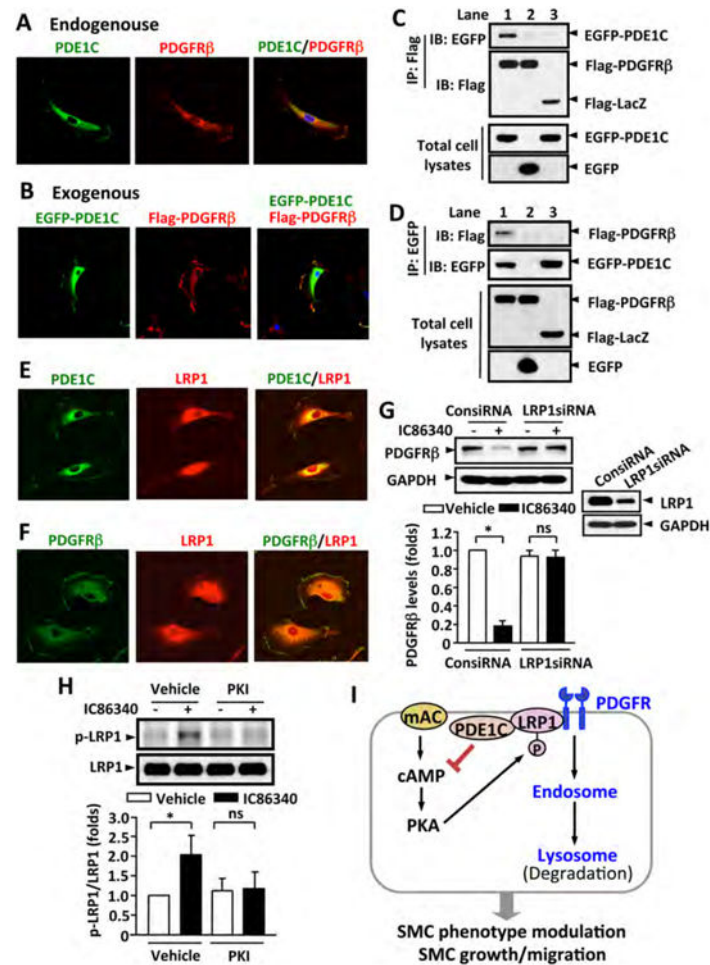 A Endogenouse
PDE1C PDGFRβ PDE1C/PDGFRβ
B Exogenous
EGFP-PDE1C Flag-PDGFRβ EGFP-PDE1C
Flag-PDGFRβ
C Lane 1 2 3
IP: Flag
IB: EGFP EGFP-PDE1C
IB: Flag Flag-PDGFRβ
Flag-LacZ
Total cell
lysates
EGFP-PDE1C
EGFP
D Lane 1 2 3
IP: EGFP
IB: Flag Flag-PDGFRβ
IB: EGFP EGFP-PDE1C
Total cell
lysates
Flag-PDGFRβ
Flag-LacZ
EGFP
E PDE1C LRP1 PDE1C/LRP1
F PDGFRβ LRP1 PDGFRβ/LRP1
G ConsiRNA LRP1siRNA
IC86340 - + - +
PDGFRβ
GAPDH
ConsiRNA
LRP1siRNA
LRP1
GAPDH
Vehicle IC86340
PDGFRβ levels (folds)
1.2
1.0
0.8
0.6
0.4
0.2
0
* ns
ConsiRNA LRP1siRNA
H Vehicle PKI
IC86340 - + - +
p-LRP1
LRP1
Vehicle IC86340
p-LRP1/LRP1 (folds)
3.0
2.5
2.0
1.5
1.0
0.5
0
* ns
Vehicle PKI
I
PDGFR
mAC PDE1C LRP1
P
cAMP
PKA
Endosome
Lysosome
(Degradation)
SMC phenotype modulation
SMC growth/migration